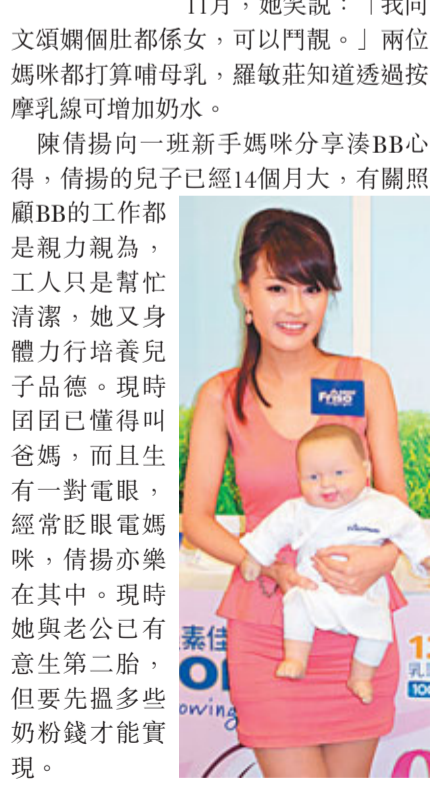 11月，她笑說：「我同
文頌嫻個肚都係女，可以鬥靚。」兩位
媽咪都打算哺母乳，羅敏莊知道透過按
摩乳線可增加奶水。
陳倩揚向一班新手媽咪分享湊BB心
得，倩揚的兒子已經14個月大，有關照
顧BB的工作都
是親力親為，
工人只是幫忙
清潔，她又身
體力行培養兒
子品德。現時
囝囝已懂得叫
爸媽，而且生
有一對電眼，
經常眨眼電媽
咪，倩揚亦樂
在其中。現時
她與老公已有
意生第二胎，
但要先搵多些
奶粉錢才能實
現。
Friso
素佳
owing
乳
100